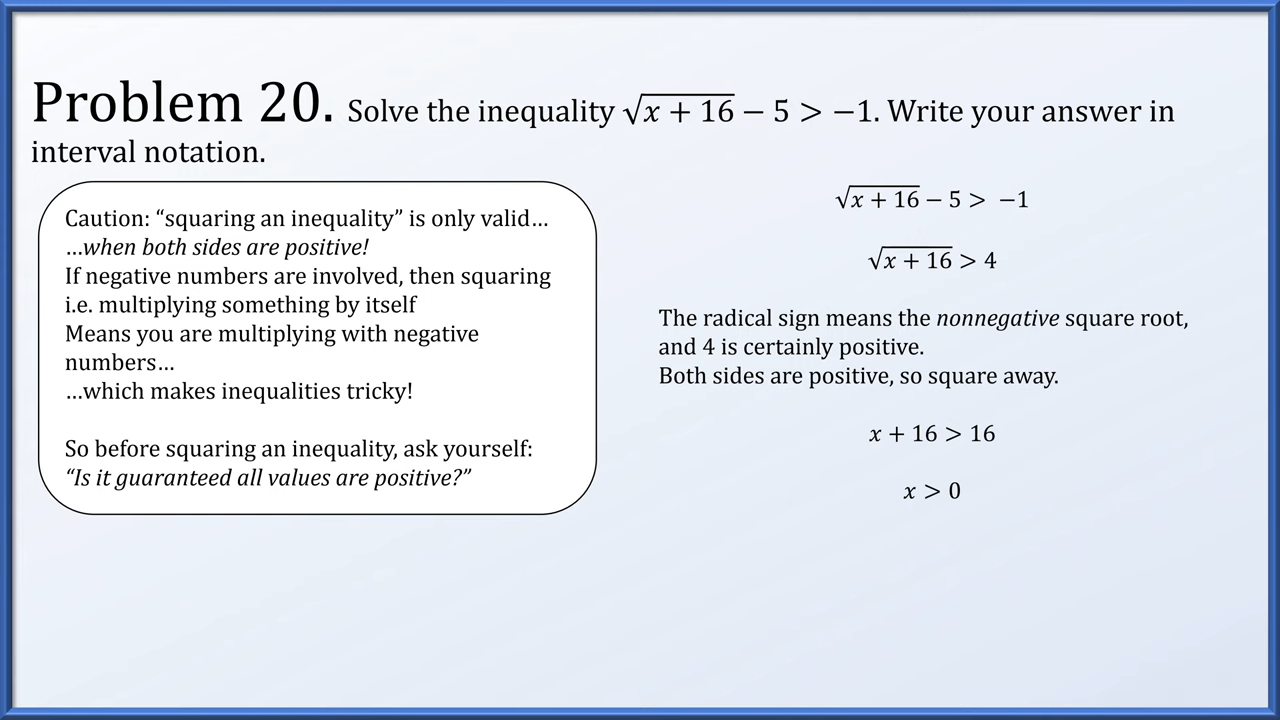 Problem 20. Solve the inequality √(x + 16) − 5 > −1. Write your answer in
interval notation.
Caution: “squaring an inequality” is only valid…
…when both sides are positive!
If negative numbers are involved, then squaring
i.e. multiplying something by itself
Means you are multiplying with negative
numbers…
…which makes inequalities tricky!
So before squaring an inequality, ask yourself:
“Is it guaranteed all values are positive?”
√(x + 16) − 5 > −1
√(x + 16) > 4
The radical sign means the nonnegative square root,
and 4 is certainly positive.
Both sides are positive, so square away.
x + 16 > 16
x > 0